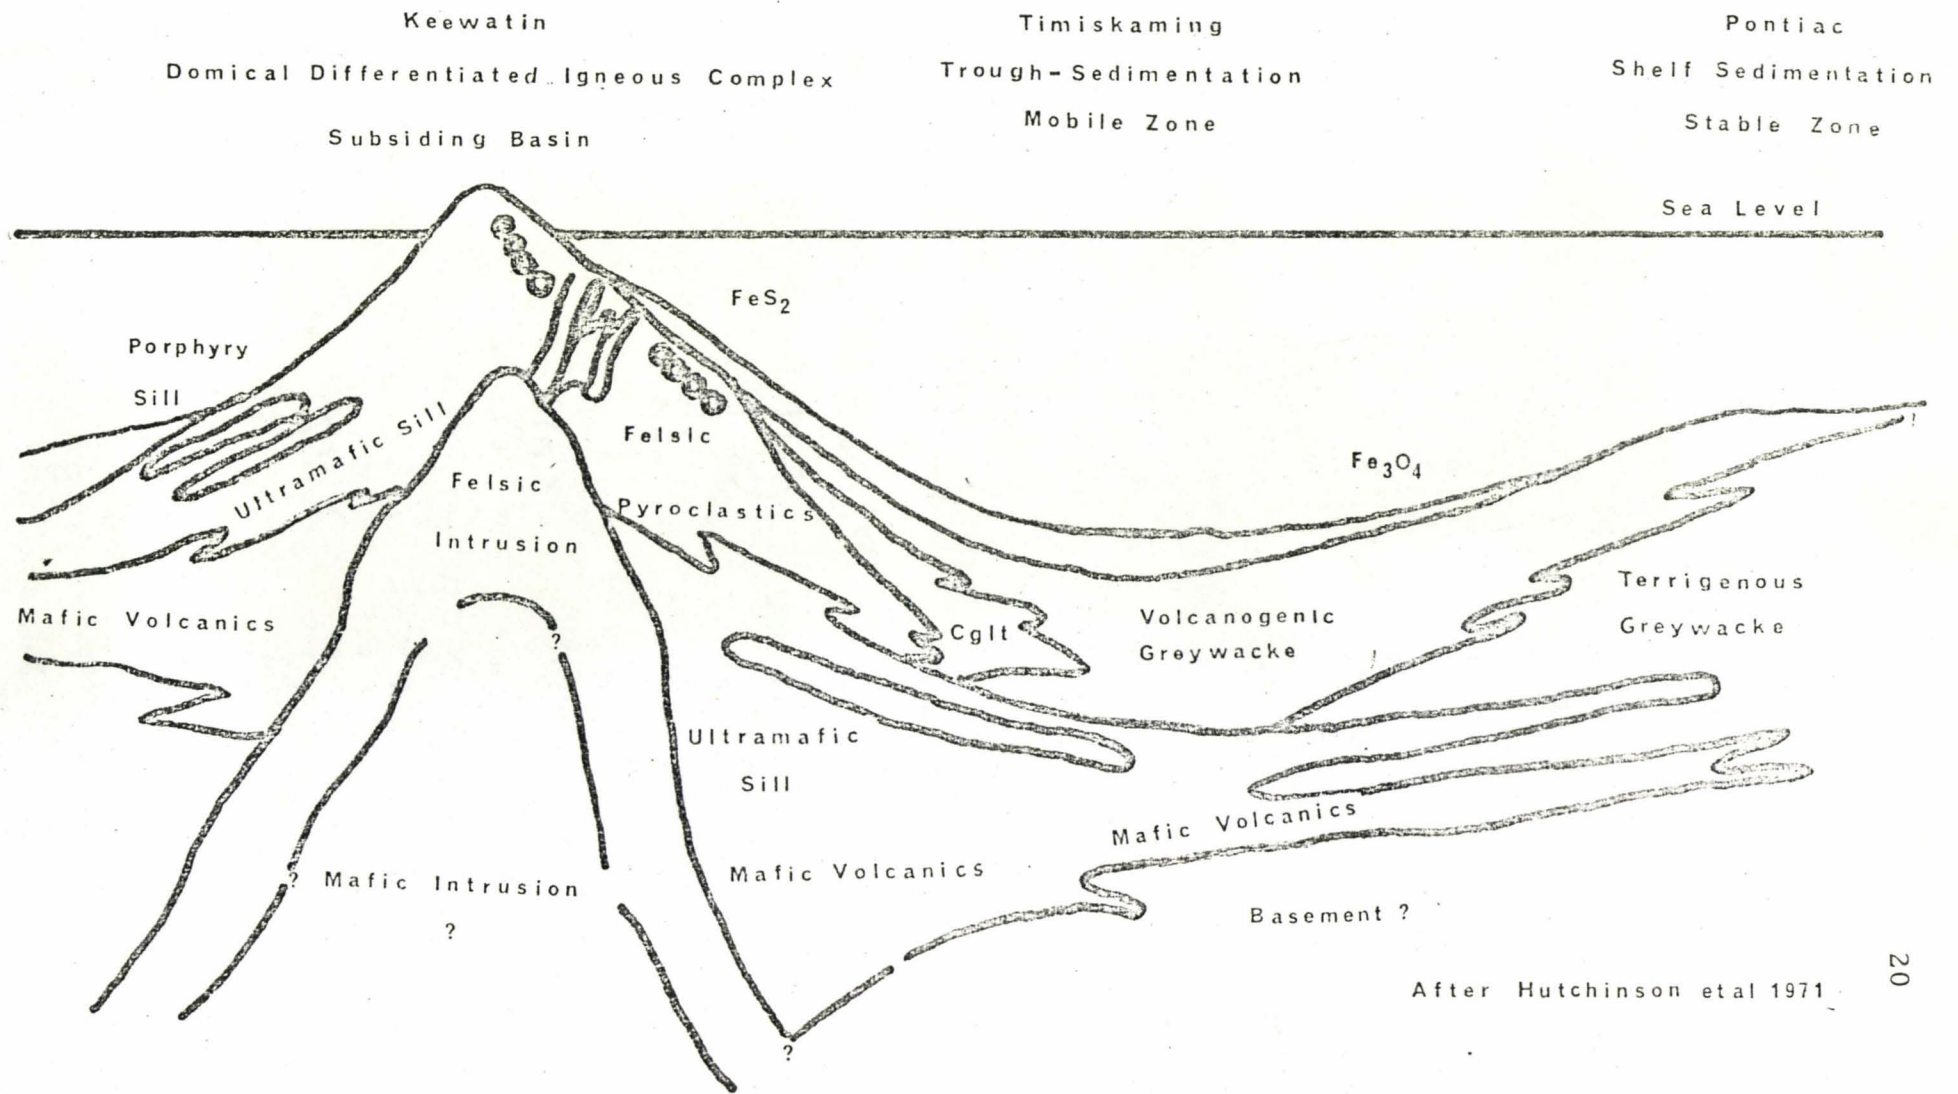 Keewatin
Domical Differentiated Igneous Complex
Subsiding Basin
Timiskaming
Trough-Sedimentation
Mobile Zone
Pontiac
Shelf Sedimentation
Stable Zone
Sea Level
FeS2
Porphyry
Sill
Ultramafic Sill
Felsic
Pyroclastics
Felsic
Intrusion
Fe3O4
Mafic Volcanics
?
Cglt
Volcanogenic
Greywacke
Terrigenous
Greywacke
Ultramafic
Sill
Mafic Volcanics
? Mafic Intrusion
?
Mafic Volcanics
Basement ?
?
After Hutchinson etal 1971
20